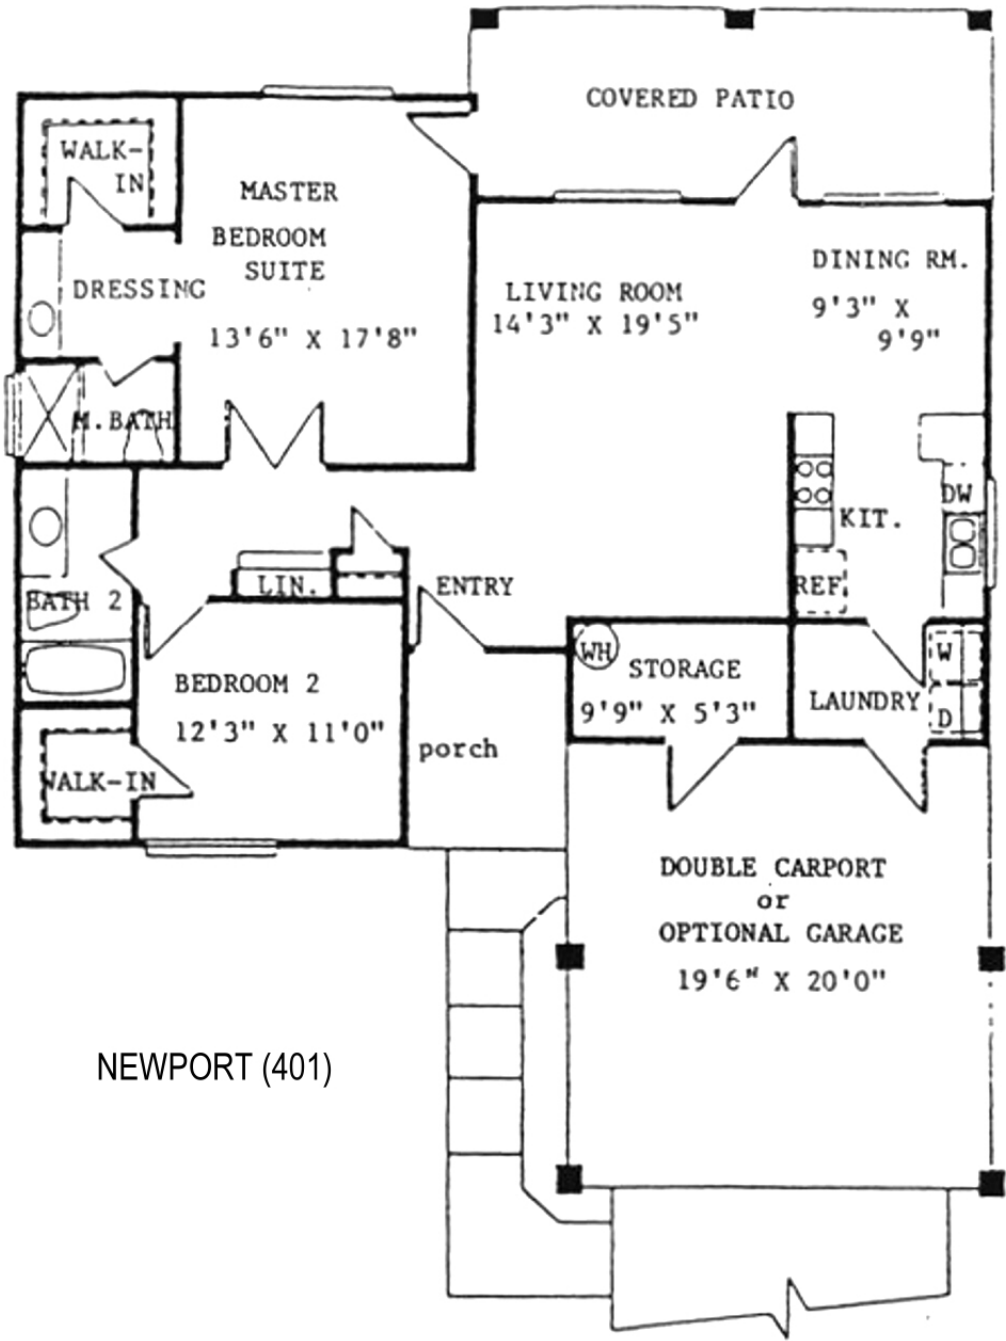 COVERED PATIO
WALK-
IN
MASTER
BEDROOM
SUITE
13'6" X 17'8"
DRESSING
M.BATH
LIVING ROOM
14'3" X 19'5"
DINING RM.
9'3" X
9'9"
DW
KIT.
REF
BATH 2
LIN.
ENTRY
WH
STORAGE
9'9" X 5'3"
LAUNDRY
W
D
BEDROOM 2
12'3" X 11'0"
WALK-IN
porch
DOUBLE CARPORT
or
OPTIONAL GARAGE
19'6" X 20'0"
NEWPORT (401)